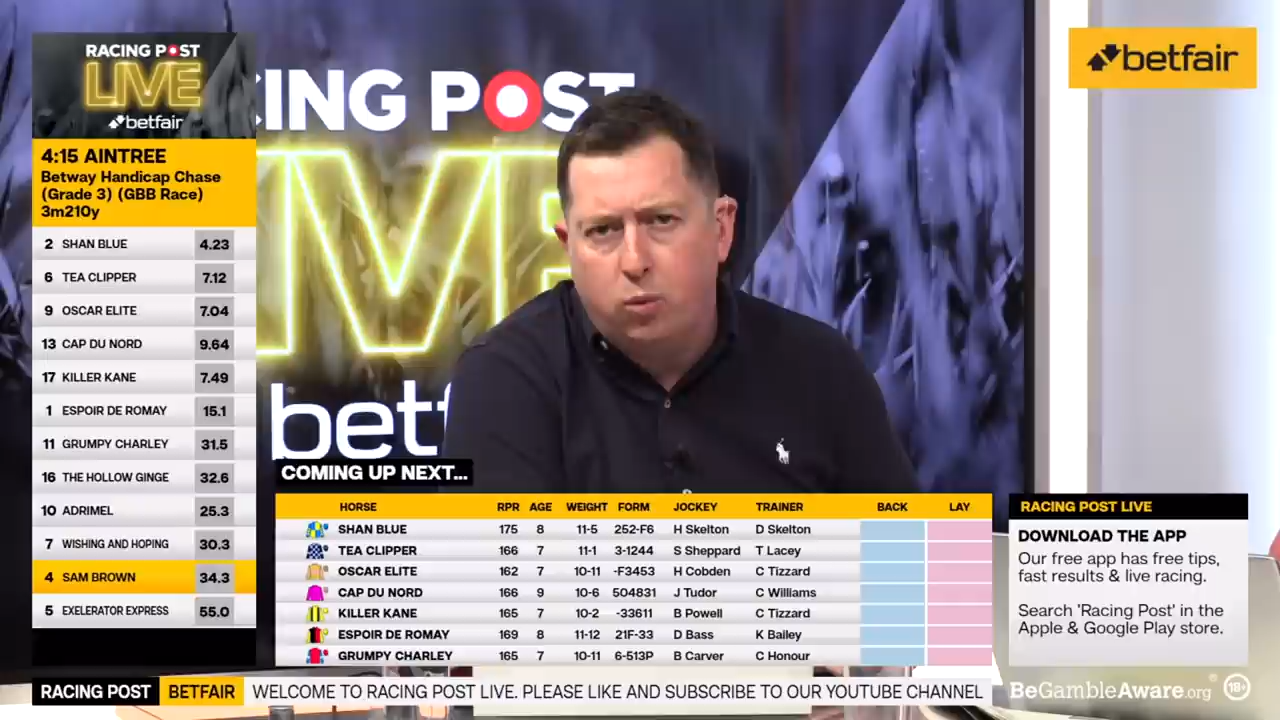 RACING POST
LIVE
betfair
4:15 AINTREE
Betway Handicap Chase
(Grade 3) (GBB Race)
3m210y
2 SHAN BLUE 4.23
6 TEA CLIPPER 7.12
9 OSCAR ELITE 7.04
13 CAP DU NORD 9.64
17 KILLER KANE 7.49
1 ESPOIR DE ROMAY 15.1
11 GRUMPY CHARLEY 31.5
16 THE HOLLOW GINGE 32.6
10 ADRIMEL 25.3
7 WISHING AND HOPING 30.3
4 SAM BROWN 34.3
5 EXELERATOR EXPRESS 55.0
CING POST
IVE
betf
betfair
COMING UP NEXT...
HORSE RPR AGE WEIGHT FORM JOCKEY TRAINER BACK LAY
SHAN BLUE 175 8 11-5 252-F6 H Skelton D Skelton
TEA CLIPPER 166 7 11-1 3-1244 S Sheppard T Lacey
OSCAR ELITE 162 7 10-11 -F3453 H Cobden C Tizzard
CAP DU NORD 166 9 10-6 504831 J Tudor C Williams
KILLER KANE 165 7 10-2 -33611 B Powell C Tizzard
ESPOIR DE ROMAY 169 8 11-12 21F-33 D Bass K Bailey
GRUMPY CHARLEY 165 7 10-11 6-513P B Carver C Honour
RACING POST LIVE
DOWNLOAD THE APP
Our free app has free tips,
fast results & live racing.
Search 'Racing Post' in the
Apple & Google Play store.
RACING POST BETFAIR WELCOME TO RACING POST LIVE. PLEASE LIKE AND SUBSCRIBE TO OUR YOUTUBE CHANNEL
BeGambleAware.org® 18+